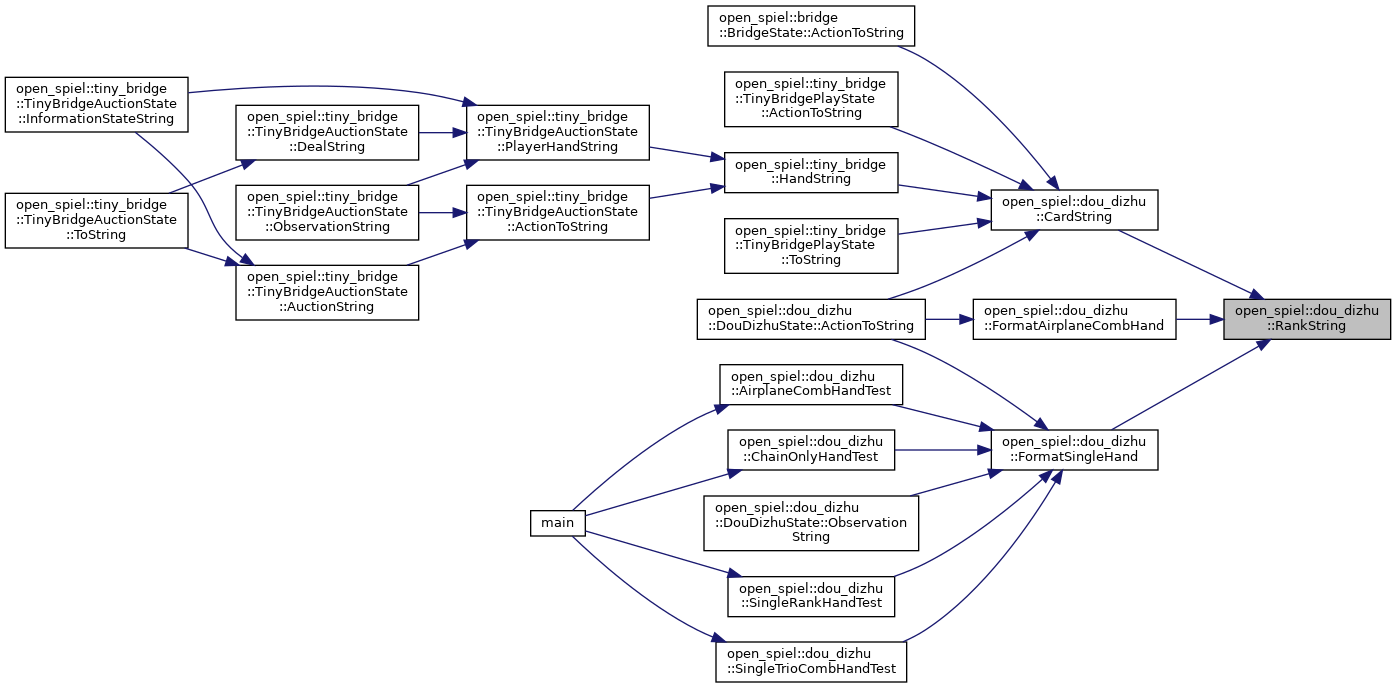 open_spiel::bridge
::BridgeState::ActionToString
open_spiel::tiny_bridge
::TinyBridgePlayState
::ActionToString
open_spiel::tiny_bridge
::TinyBridgeAuctionState
::InformationStateString
open_spiel::tiny_bridge
::TinyBridgeAuctionState
::DealString
open_spiel::tiny_bridge
::TinyBridgeAuctionState
::PlayerHandString
open_spiel::tiny_bridge
::HandString
open_spiel::dou_dizhu
::CardString
open_spiel::tiny_bridge
::TinyBridgeAuctionState
::ToString
open_spiel::tiny_bridge
::TinyBridgeAuctionState
::ObservationString
open_spiel::tiny_bridge
::TinyBridgeAuctionState
::ActionToString
open_spiel::tiny_bridge
::TinyBridgePlayState
::ToString
open_spiel::tiny_bridge
::TinyBridgeAuctionState
::AuctionString
open_spiel::dou_dizhu
::DouDizhuState::ActionToString
open_spiel::dou_dizhu
::FormatAirplaneCombHand
open_spiel::dou_dizhu
::RankString
open_spiel::dou_dizhu
::AirplaneCombHandTest
open_spiel::dou_dizhu
::ChainOnlyHandTest
open_spiel::dou_dizhu
::FormatSingleHand
main
open_spiel::dou_dizhu
::DouDizhuState::Observation
String
open_spiel::dou_dizhu
::SingleRankHandTest
open_spiel::dou_dizhu
::SingleTrioCombHandTest